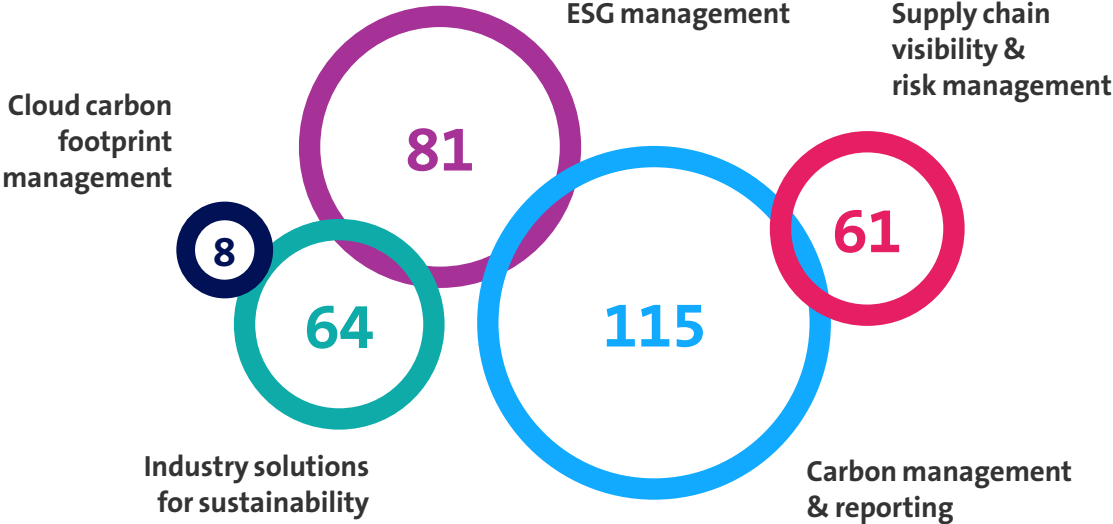 ESG management
81
Supply chain
visibility &
risk management
61
Cloud carbon
footprint
management
8
64
Industry solutions
for sustainability
115
Carbon management
& reporting